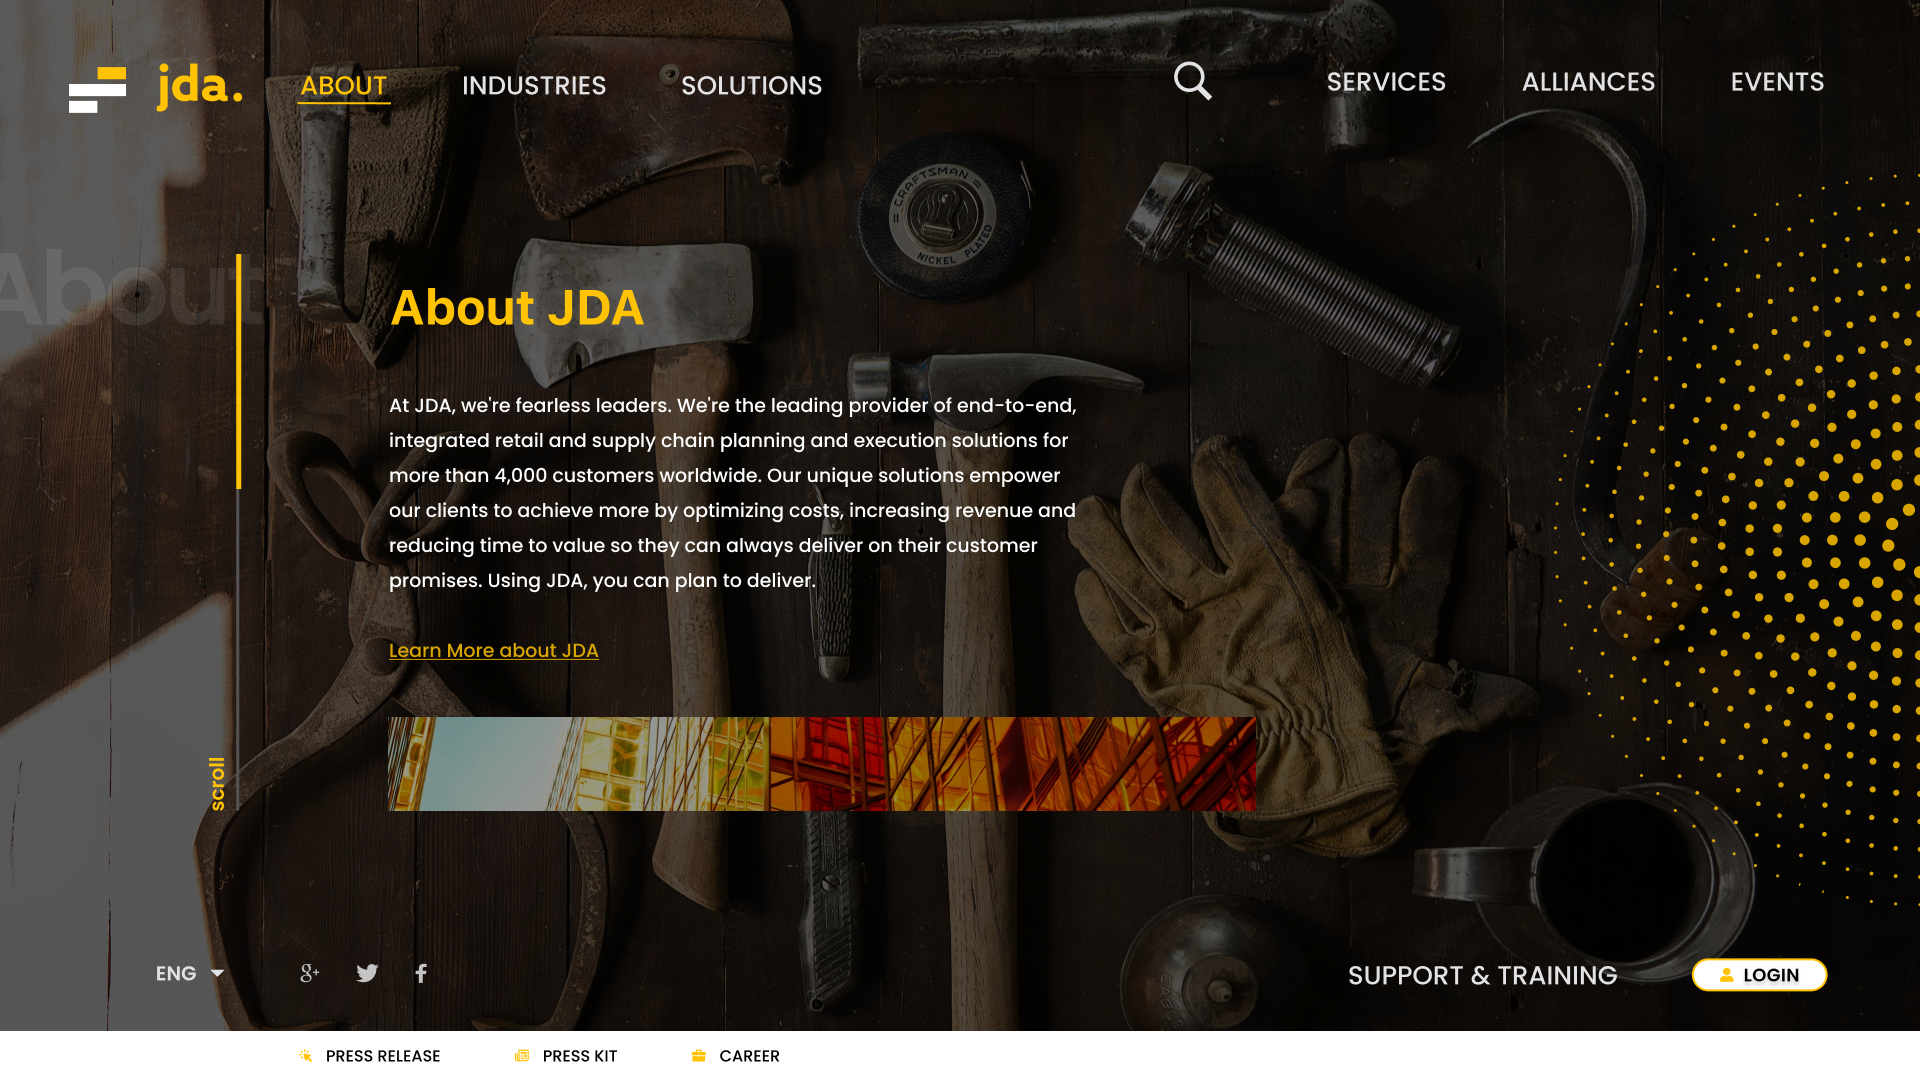 jda.
ABOUT
INDUSTRIES
SOLUTIONS
SERVICES
ALLIANCES
EVENTS
CRAFTSMAN
NICKEL PLATED
About
About JDA
At JDA, we're fearless leaders. We're the leading provider of end-to-end,
integrated retail and supply chain planning and execution solutions for
more than 4,000 customers worldwide. Our unique solutions empower
our clients to achieve more by optimizing costs, increasing revenue and
reducing time to value so they can always deliver on their customer
promises. Using JDA, you can plan to deliver.
Learn More about JDA
scroll
ENG
SUPPORT & TRAINING
LOGIN
PRESS RELEASE
PRESS KIT
CAREER